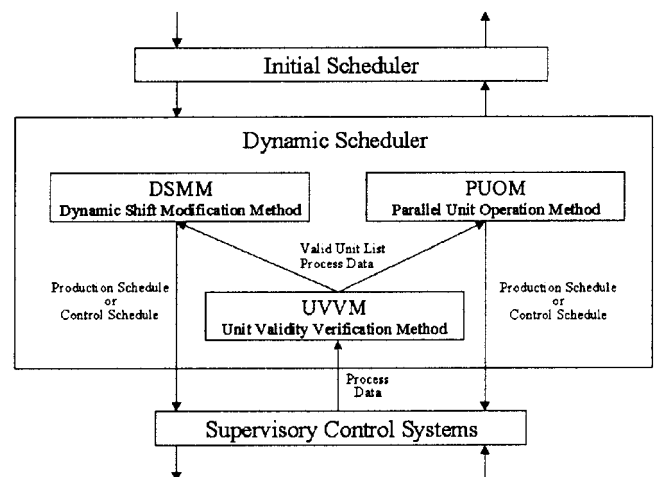 Initial Scheduler
Dynamic Scheduler
DSMM
Dynamic Shift Modification Method
PUOM
Parallel Unit Operation Method
Valid Unit List
Process Data
Production Schedule
or
Control Schedule
UVVM
Unit Validity Verification Method
Production Schedule
or
Control Schedule
Process
Data
Supervisory Control Systems